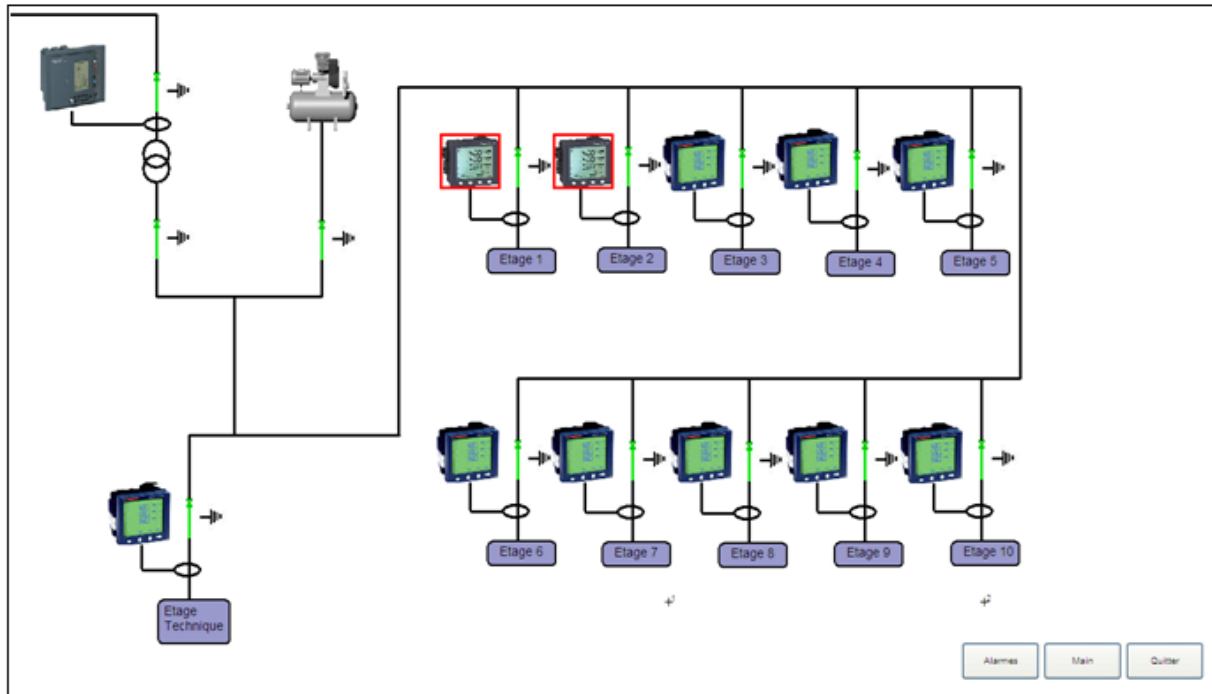 Etage 1
Etage 2
Etage 3
Etage 4
Etage 5
Etage 6
Etage 7
Etage 8
Etage 9
Etage 10
Etage
Technique
Alarmes
Main
Quitter